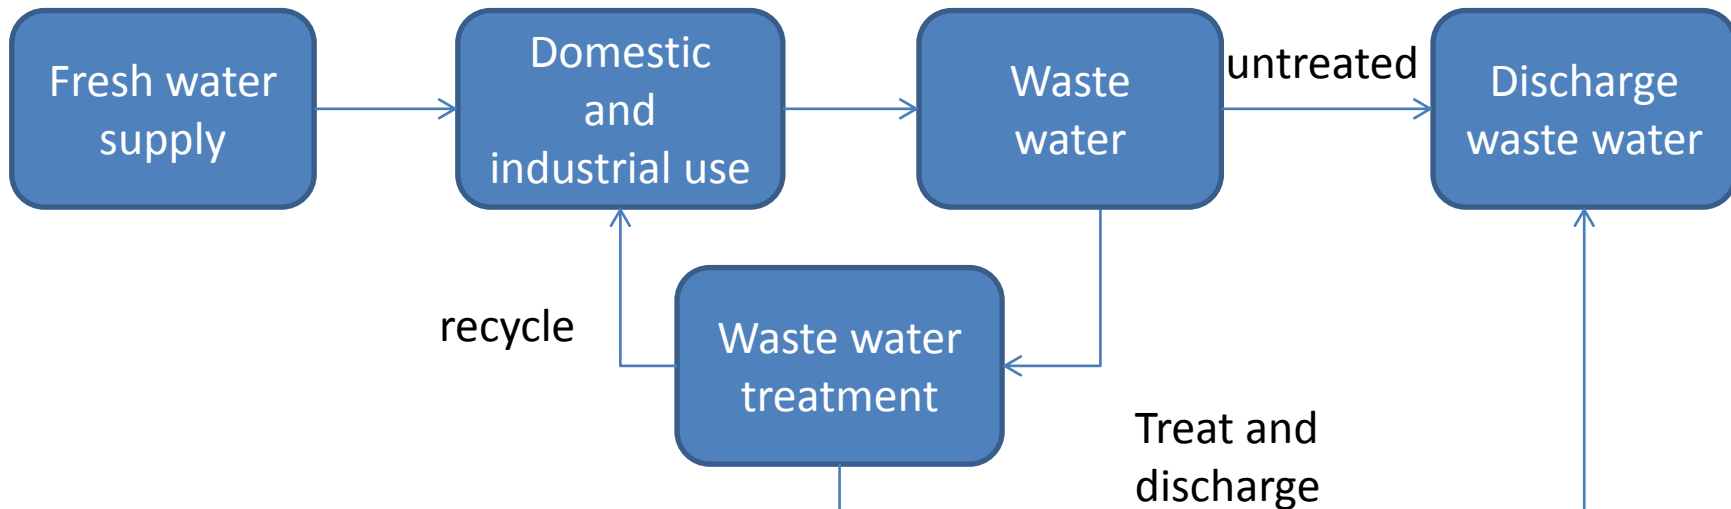 Fresh water
supply
Domestic
and
industrial use
Waste
water
untreated
Discharge
waste water
recycle
Waste water
treatment
Treat and
discharge